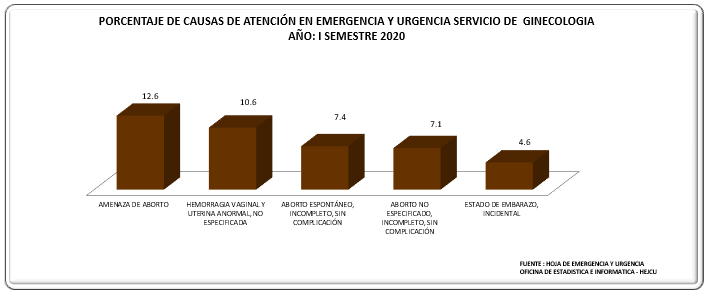 PORCENTAJE DE CAUSAS DE ATENCIÓN EN EMERGENCIA Y URGENCIA SERVICIO DE  GINECOLOGIA
AÑO: I SEMESTRE 2020
12.6
10.6
7.4
7.1
4.6
AMENAZA DE ABORTO
HEMORRAGIA VAGINAL Y
UTERINA ANORMAL, NO
ESPECIFICADA
ABORTO ESPONTÁNEO,
INCOMPLETO, SIN
COMPLICACIÓN
ABORTO NO
ESPECIFICADO,
INCOMPLETO, SIN
COMPLICACIÓN
ESTADO DE EMBARAZO,
INCIDENTAL
FUENTE : HOJA DE EMERGENCIA Y URGENCIA
OFICINA DE ESTADISTICA E INFORMATICA - HEJCU